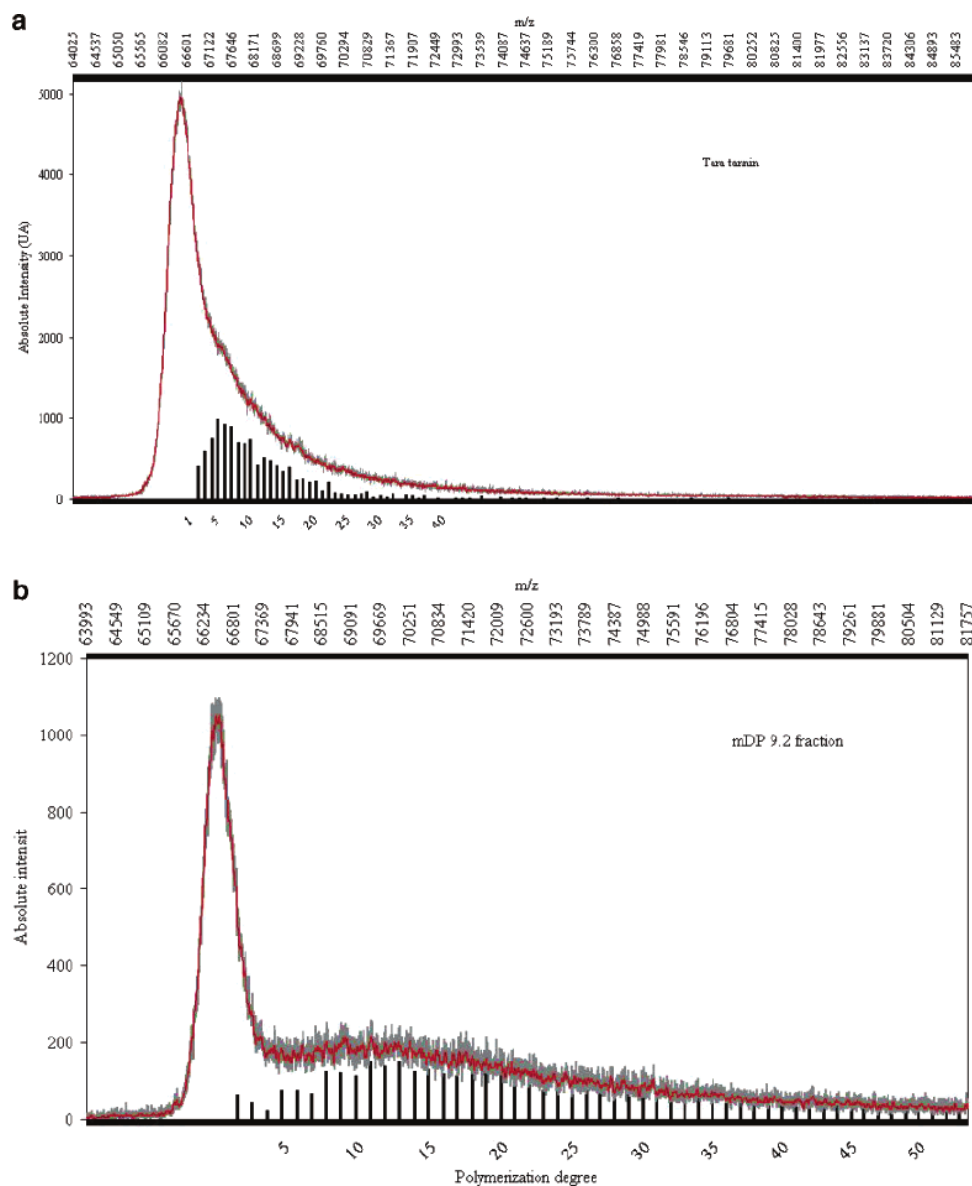 a
m/z
64025 64537 65050 65565 66082 66601 67122 67646 68171 68699 69228 69760 70294 70829 71367 71907 72449 72993 73539 74087 74637 75189 75744 76300 76858 77419 77981 78546 79113 79681 80252 80825 81400 81977 82556 83137 83720 84306 84893 85483
5000
Tara tannin
4000
Absolute Intensity (UA)
3000
2000
1000
0
1 5 10 15 20 25 30 35 40
b
m/z
63993 64549 65109 65670 66234 66801 67369 67941 68515 69091 69669 70251 70834 71420 72009 72600 73193 73789 74387 74988 75591 76196 76804 77415 78028 78643 79261 79881 80504 81129 81757
1200
1000
mDP 9.2 fraction
800
Absolute intensit
600
400
200
0
5 10 15 20 25 30 35 40 45 50
Polymerization degree